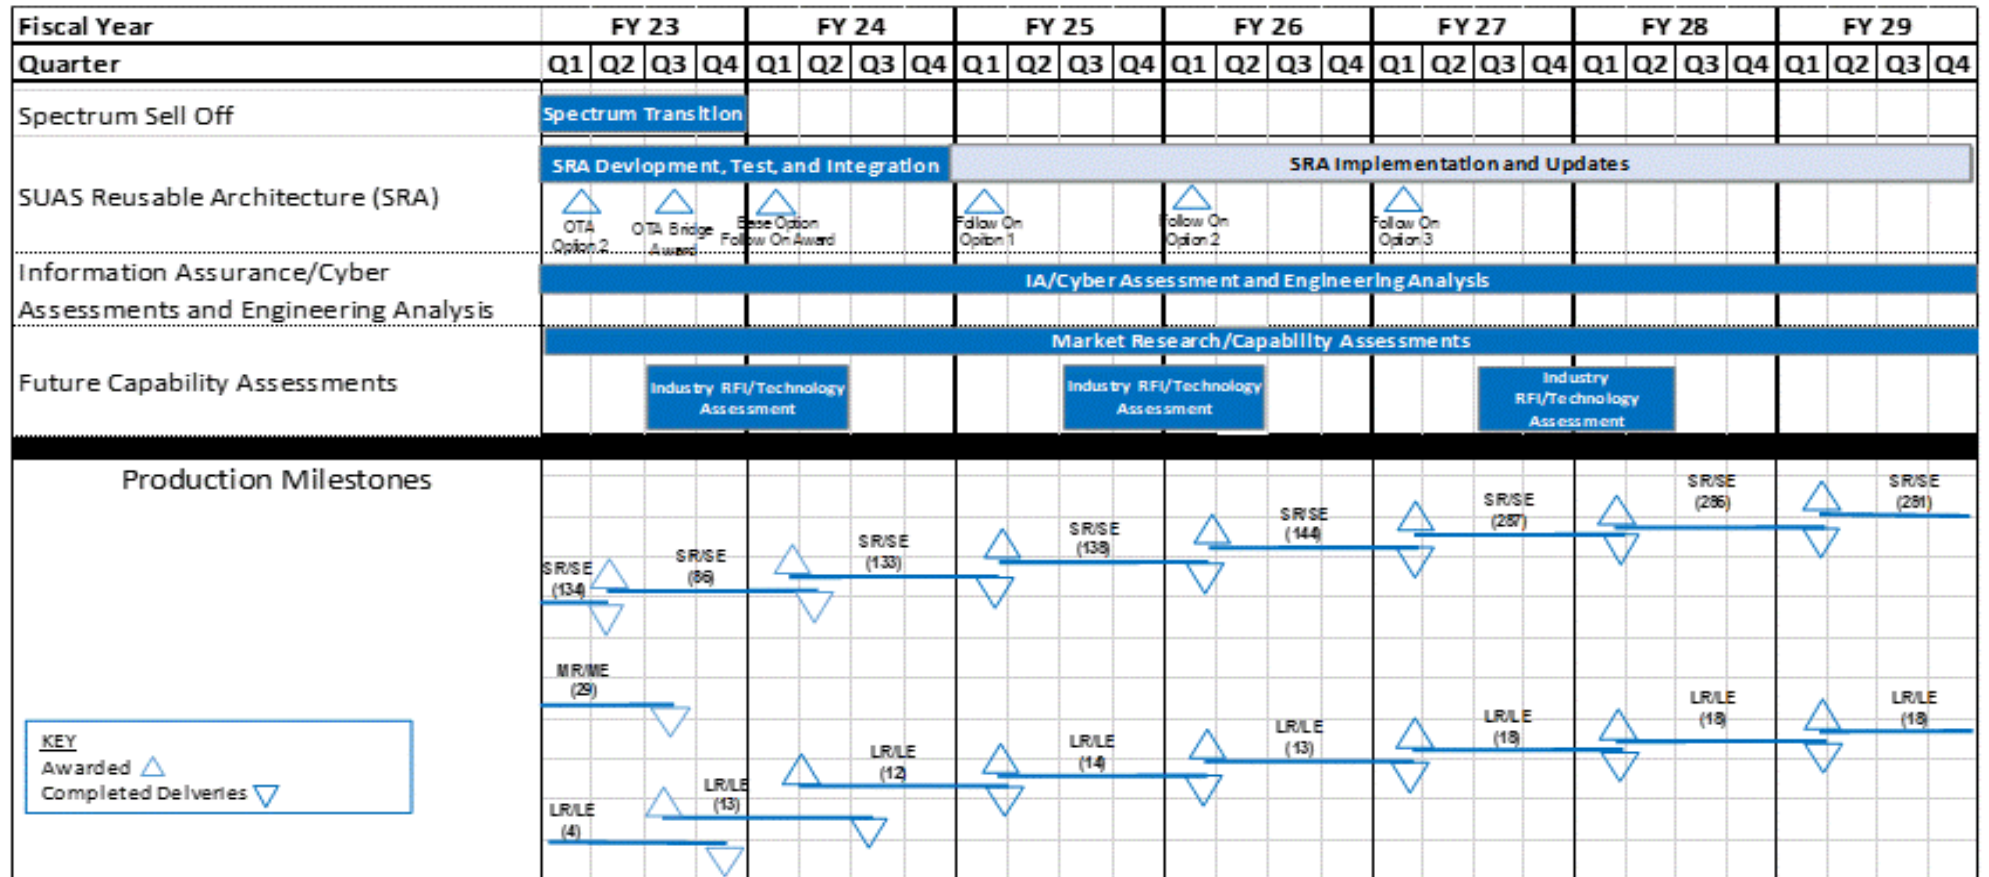 Fiscal Year FY 23 FY 24 FY 25 FY 26 FY 27 FY 28 FY 29
Quarter Q1 Q2 Q3 Q4 Q1 Q2 Q3 Q4 Q1 Q2 Q3 Q4 Q1 Q2 Q3 Q4 Q1 Q2 Q3 Q4 Q1 Q2 Q3 Q4 Q1 Q2 Q3 Q4
Spectrum Sell Off
Spectrum Transition
SUAS Reusable Architecture (SRA)
SRA Devlopment, Test, and Integration
SRA Implementation and Updates
OTA
Option 2
OTA Bridge
Award
Base Option
Follow On Award
Follow On
Opiton 1
Follow On
Option 2
Follow On
Option 3
Information Assurance/Cyber
Assessments and Engineering Analysis
IA/Cyber Assessment and Engineering Analysis
Future Capability Assessments
Market Research/Capability Assessments
Industry RFI/Technology
Assessment
Industry RFI/Technology
Assessment
Industry
RFI/Technology
Assessment
Production Milestones
SR/SE
(134)
SR/SE
(86)
SR/SE
(133)
SR/SE
(138)
SR/SE
(144)
SR/SE
(287)
SR/SE
(286)
SR/SE
(281)
MR/ME
(29)
LR/LE
(4)
LR/LE
(13)
LR/LE
(12)
LR/LE
(14)
LR/LE
(13)
LR/LE
(18)
LR/LE
(18)
LR/LE
(18)
KEY
Awarded
Completed Delveries